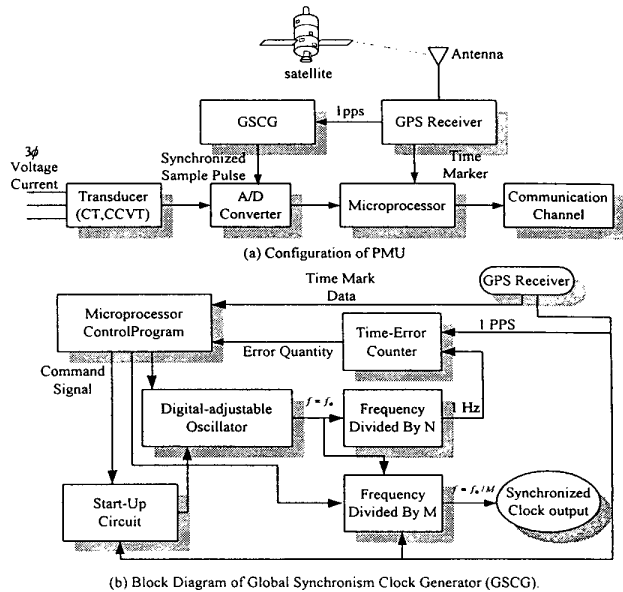 satellite
Antenna
GSCG
1pps
GPS Receiver
3ϕ
Voltage
Current
Synchronized
Sample Pulse
Time
Marker
Transducer
(CT,CCVT)
A/D
Converter
Microprocessor
Communication
Channel
(a) Configuration of PMU
Time Mark
Data
GPS Receiver
Microprocessor
ControlProgram
1 PPS
Time-Error
Counter
Error Quantity
Command
Signal
Digital-adjustable
Oscillator
f = fₒ
Frequency
Divided By N
1 Hz
Start-Up
Circuit
Frequency
Divided By M
f = fₒ/M
Synchronized
Clock output
(b) Block Diagram of Global Synchronism Clock Generator (GSCG).